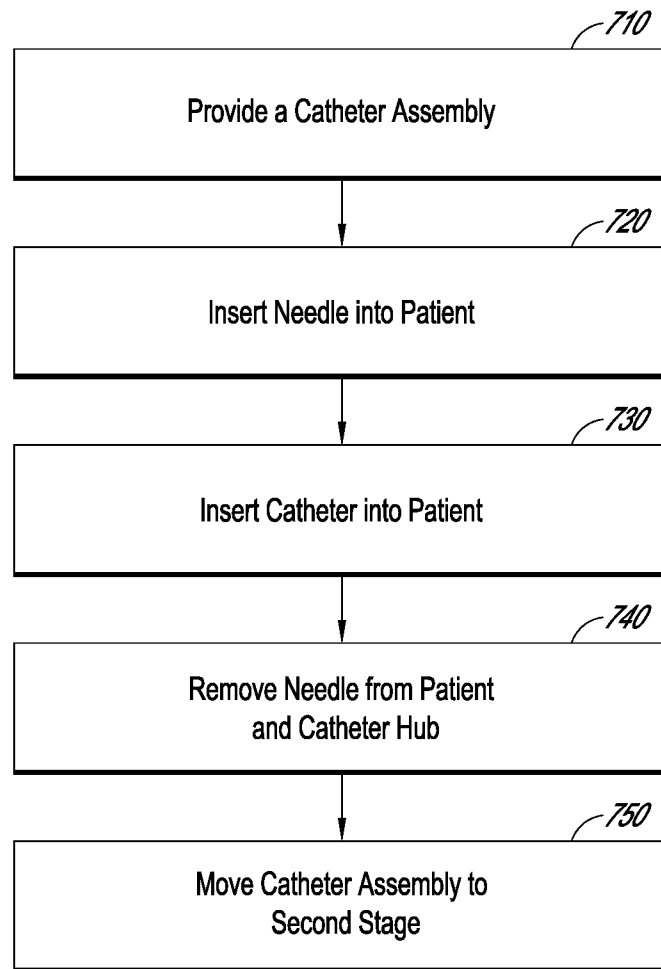 710
Provide a Catheter Assembly
720
Insert Needle into Patient
730
Insert Catheter into Patient
740
Remove Needle from Patient
and Catheter Hub
750
Move Catheter Assembly to
Second Stage